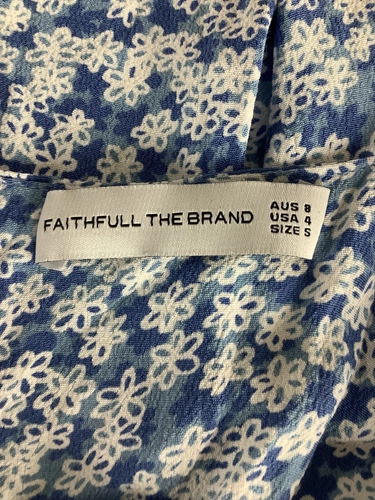 FAITHFULL THE BRAND
AUS 8
USA 4
SIZE S